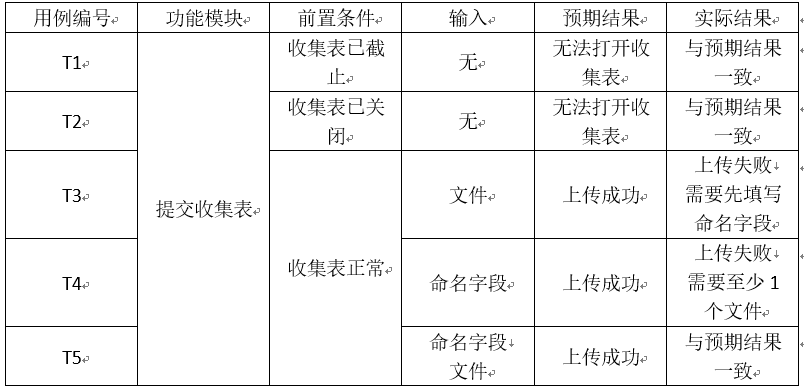 用例编号 功能模块 前置条件 输入 预期结果 实际结果
T1 提交收集表 收集表已截
止 无 无法打开收
集表 与预期结果
一致
T2 收集表已关
闭 无 无法打开收
集表 与预期结果
一致
T3 收集表正常 文件 上传成功 上传失败
需要先填写
命名字段
T4 命名字段 上传成功 上传失败
需要至少 1
个文件
T5 命名字段
文件 上传成功 与预期结果
一致